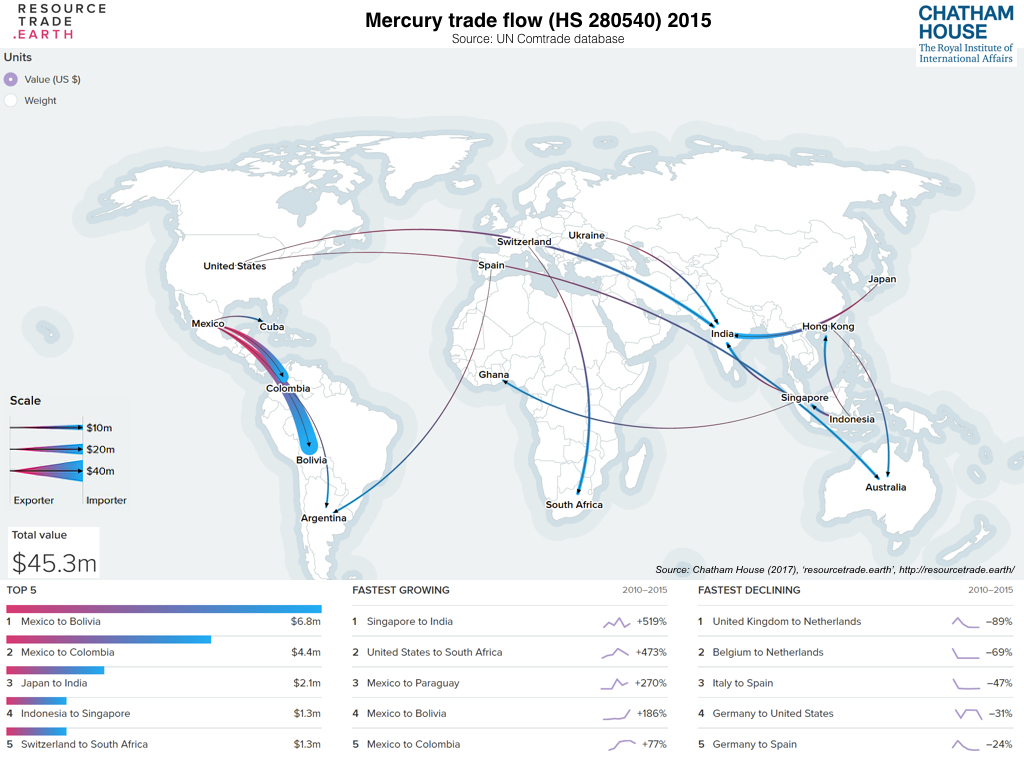 RESOURCE
TRADE
.EARTH
Mercury trade flow (HS 280540) 2015
Source: UN Comtrade database
CHATHAM
HOUSE
The Royal Institute of
International Affairs
Units
Value (US $)
Weight
Switzerland
Ukraine
United States
Spain
Japan
Mexico
Cuba
India
Hong Kong
Ghana
Colombia
Singapore
Indonesia
Bolivia
Australia
South Africa
Argentina
Scale
$10m
$20m
$40m
Exporter Importer
Total value
$45.3m
Source: Chatham House (2017), ‘resourcetrade.earth’, http://resourcetrade.earth/
TOP 5
1 Mexico to Bolivia $6.8m
2 Mexico to Colombia $4.4m
3 Japan to India $2.1m
4 Indonesia to Singapore $1.3m
5 Switzerland to South Africa $1.3m
FASTEST GROWING 2010–2015
1 Singapore to India +519%
2 United States to South Africa +473%
3 Mexico to Paraguay +270%
4 Mexico to Bolivia +186%
5 Mexico to Colombia +77%
FASTEST DECLINING 2010–2015
1 United Kingdom to Netherlands –89%
2 Belgium to Netherlands –69%
3 Italy to Spain –47%
4 Germany to United States –31%
5 Germany to Spain –24%